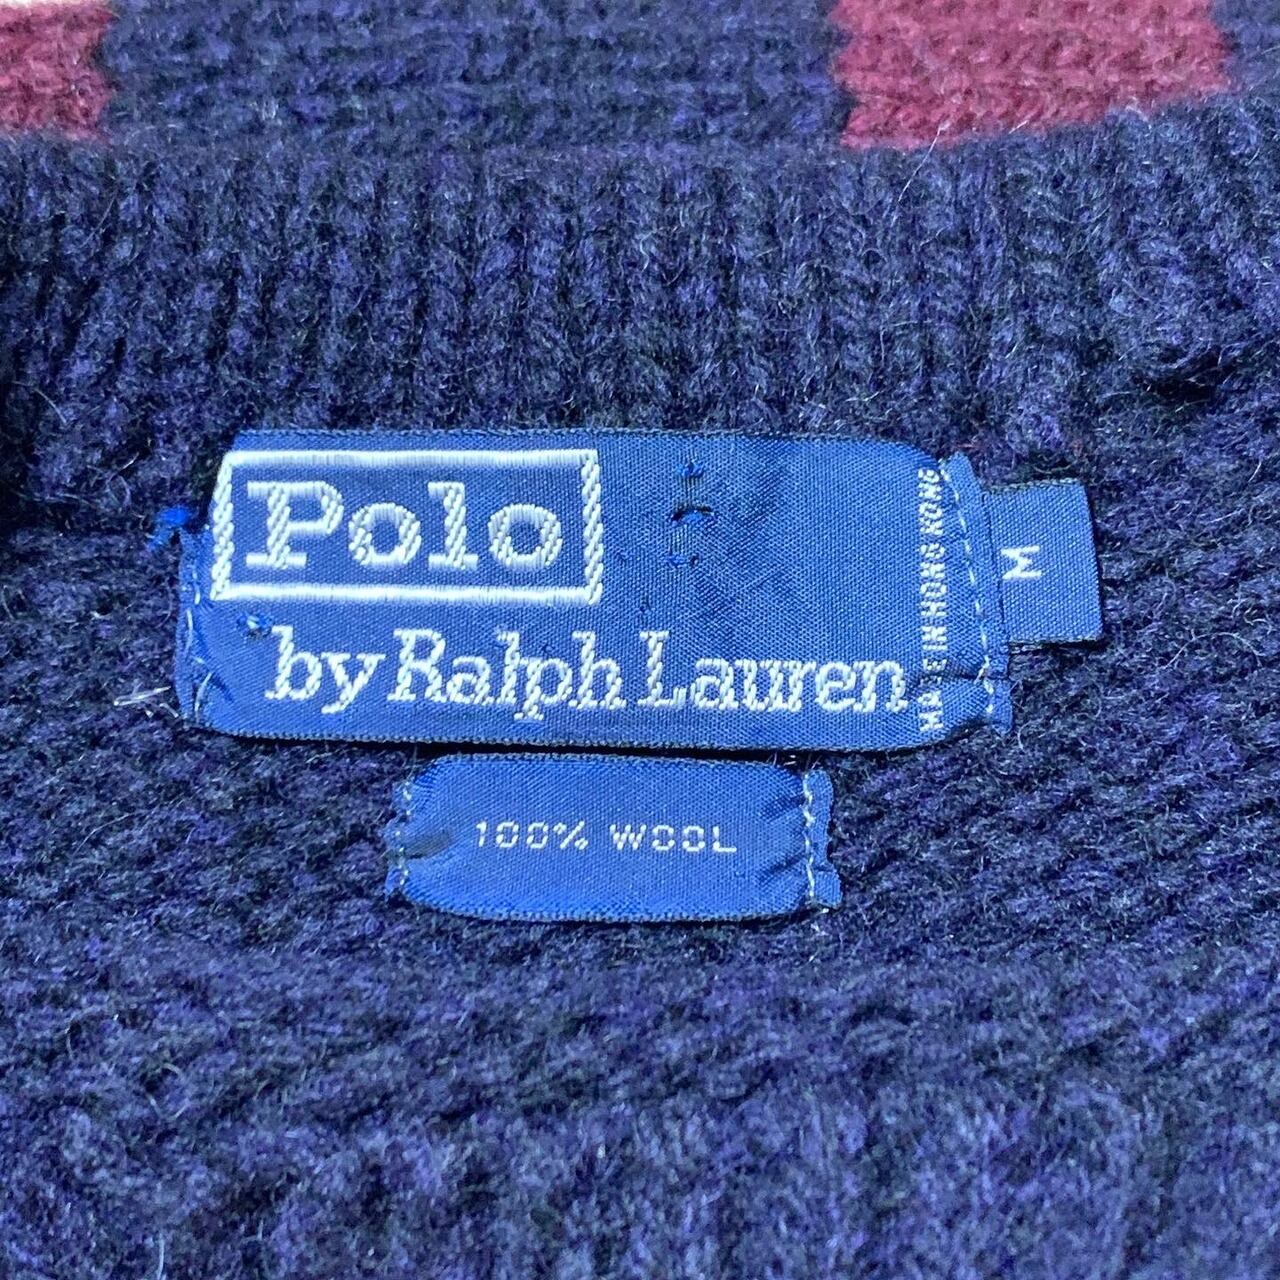 Polo
by Ralph Lauren
MADE IN HONG KONG
M
100% WOOL